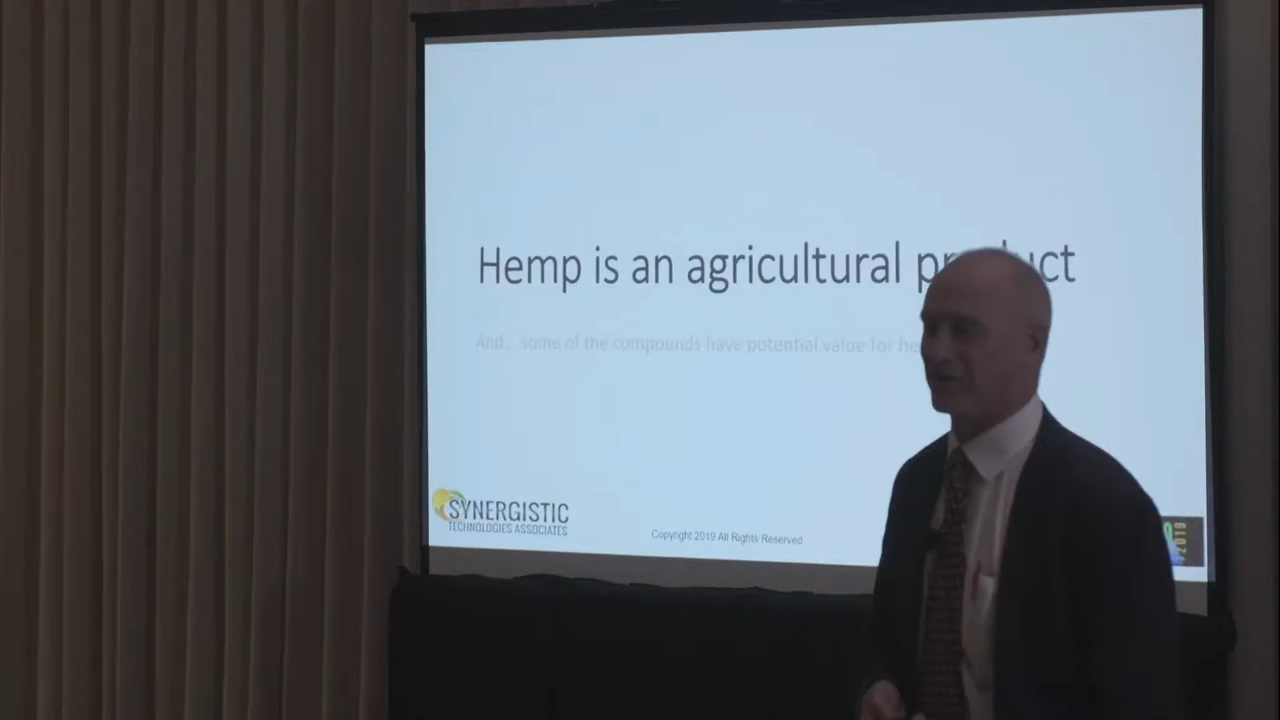 Hemp is an agricultural
And... some of the compounds have potential value for
SYNERGISTIC
TECHNOLOGIES ASSOCIATES
Copyright 2019 All Rights Reserved
2019